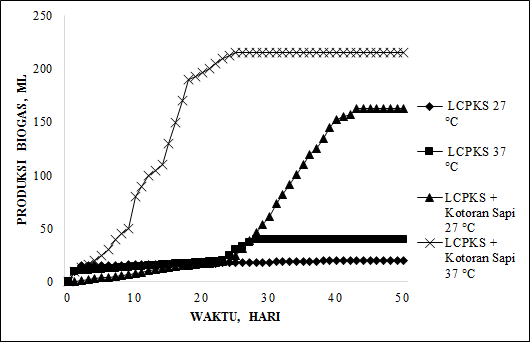 250
200
150
100
50
0
PRODUKSI BIOGAS, ML
0 10 20 30 40 50
WAKTU, HARI
LCPKS 27
°C
LCPKS 37
°C
LCPKS +
Kotoran Sapi
27 °C
LCPKS +
Kotoran Sapi
37 °C